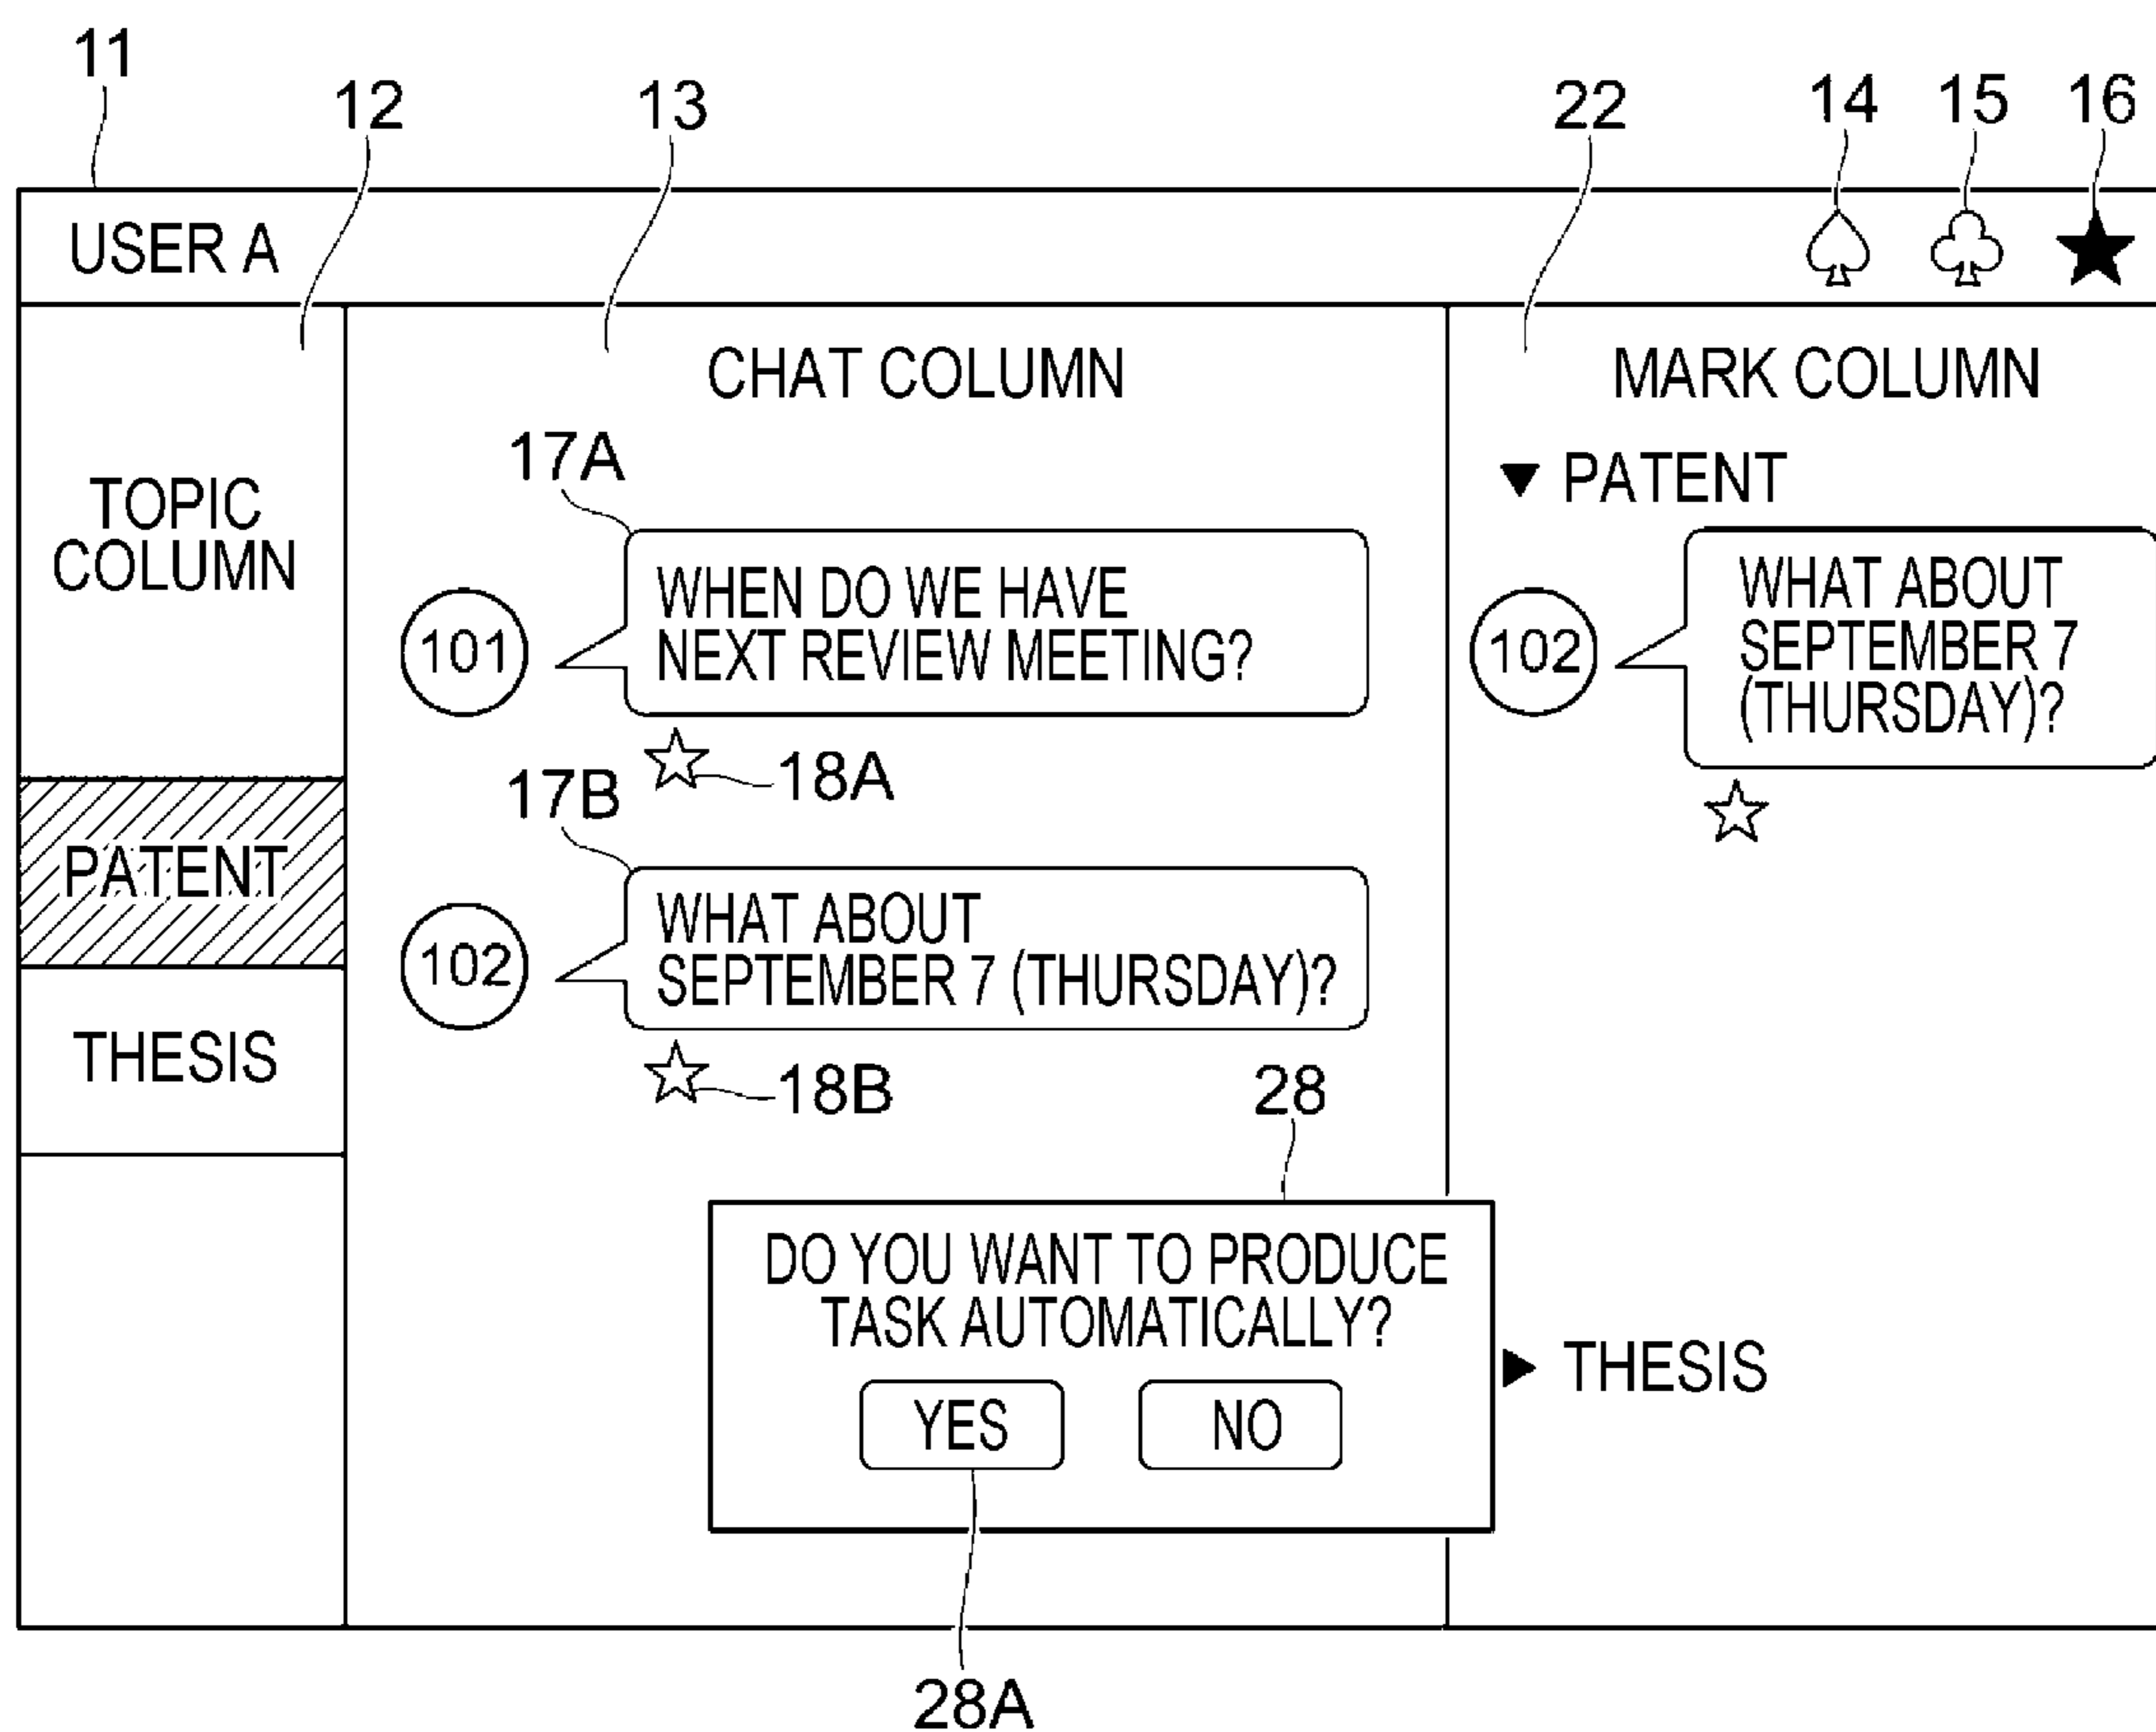 11
12
13
22
14
15
16
USER A
TOPIC
COLUMN
PATENT
THESIS
CHAT COLUMN
17A
101
WHEN DO WE HAVE
NEXT REVIEW MEETING?
18A
17B
102
WHAT ABOUT
SEPTEMBER 7 (THURSDAY)?
18B
28
DO YOU WANT TO PRODUCE
TASK AUTOMATICALLY?
YES
NO
28A
MARK COLUMN
PATENT
102
WHAT ABOUT
SEPTEMBER 7
(THURSDAY)?
THESIS